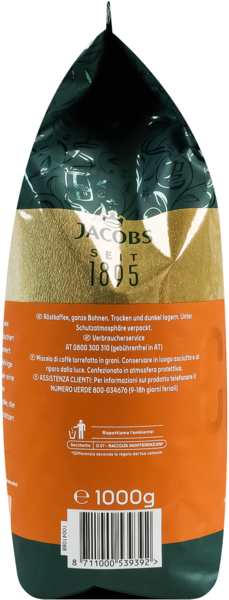 JACOBS
SEIT
1895
Röstkaffee, ganze Bohnen. Trocken und dunkel lagern. Unter
Schutzatmosphäre verpackt.
Verbraucherservice
AT 0800 300 310 (gebührenfrei in AT)
Miscela di caffè torrefatto in grani. Conservare in luogo asciutto e al
riparo dalla luce. Confezionato in atmosfera protettiva.
ASSISTENZA CLIENTI: Per informazioni sul prodotto telefonare il
NUMERO VERDE 800-034676 (9-18h giorni feriali)
Rispettiamo l'ambiente!
Sacchetto
O 07 - RACCOLTA INDIFFERENZIATA*
*Differenzia secondo le regole del tuo comune
℮ 1000g
8 711000 539392 >